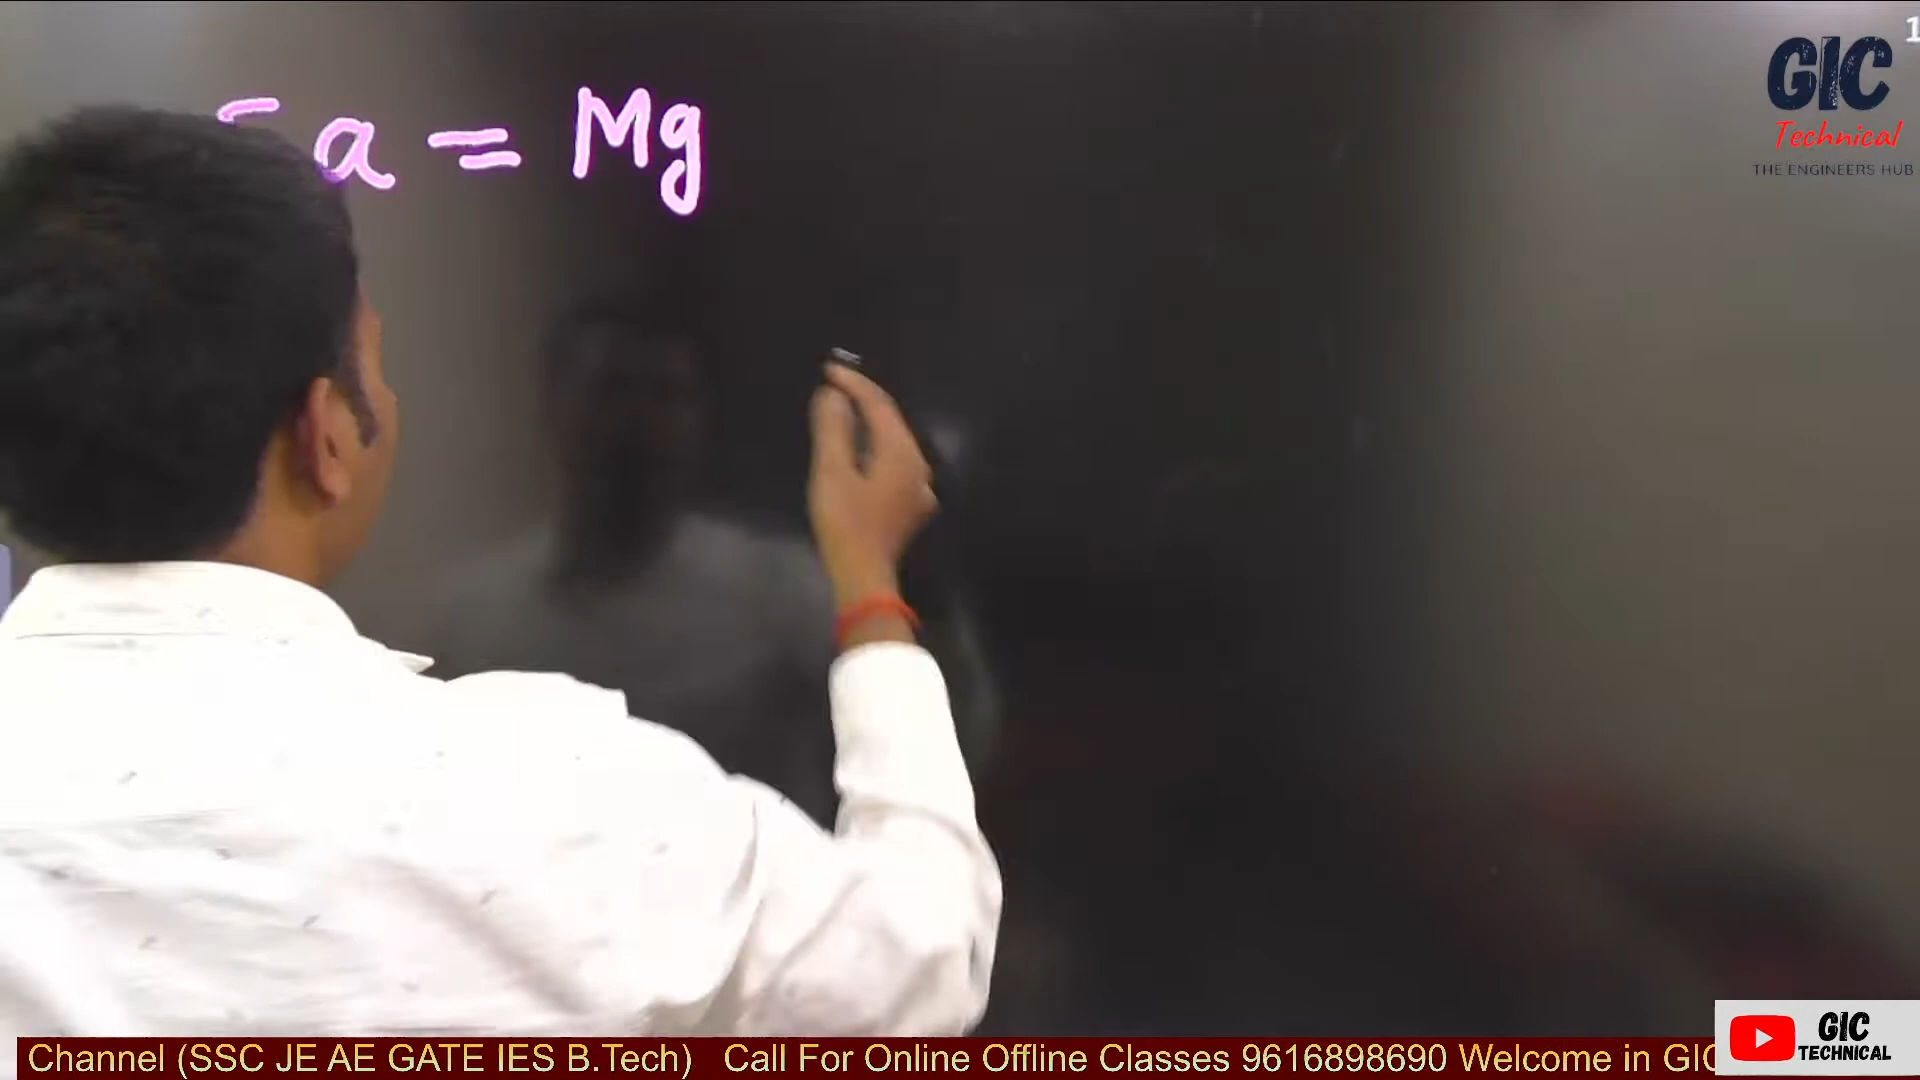 a = Mg
1
GIC
Technical
THE ENGINEERS HUB
Channel (SSC JE AE GATE IES B.Tech) Call For Online Offline Classes 9616898690 Welcome in GIC
GIC
TECHNICAL